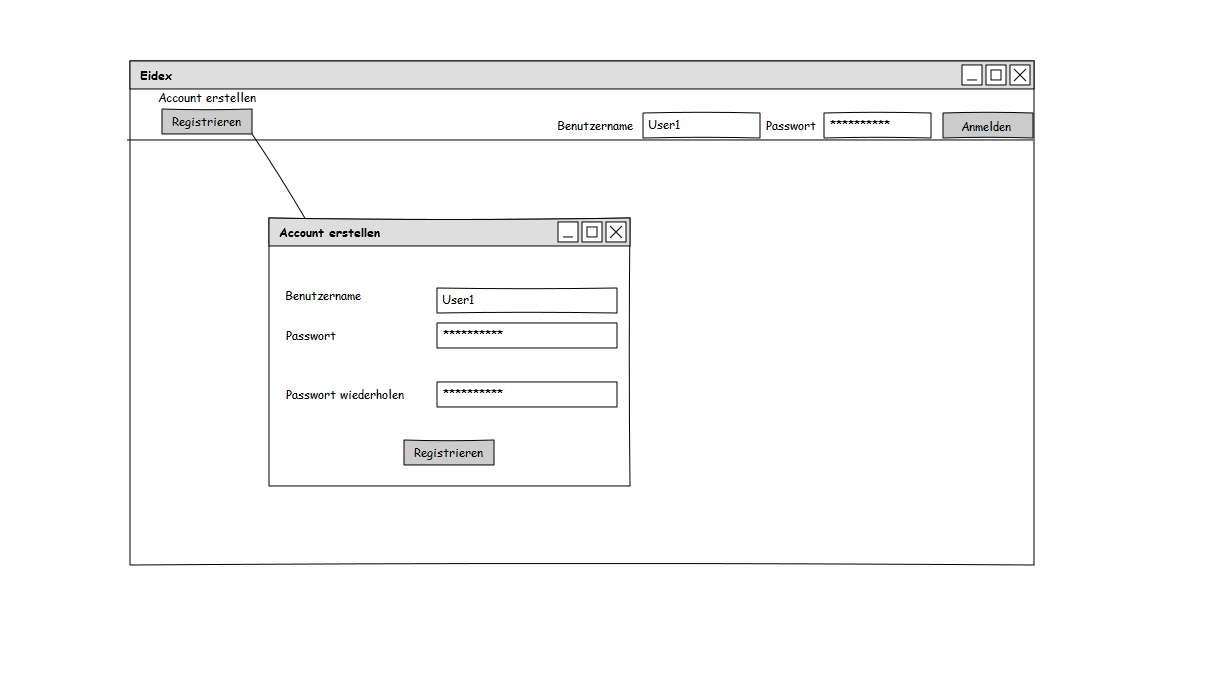 Eidex
Account erstellen
Registrieren
Benutzername User1 Passwort ********** Anmelden
Account erstellen
Benutzername User1
Passwort **********
Passwort wiederholen **********
Registrieren